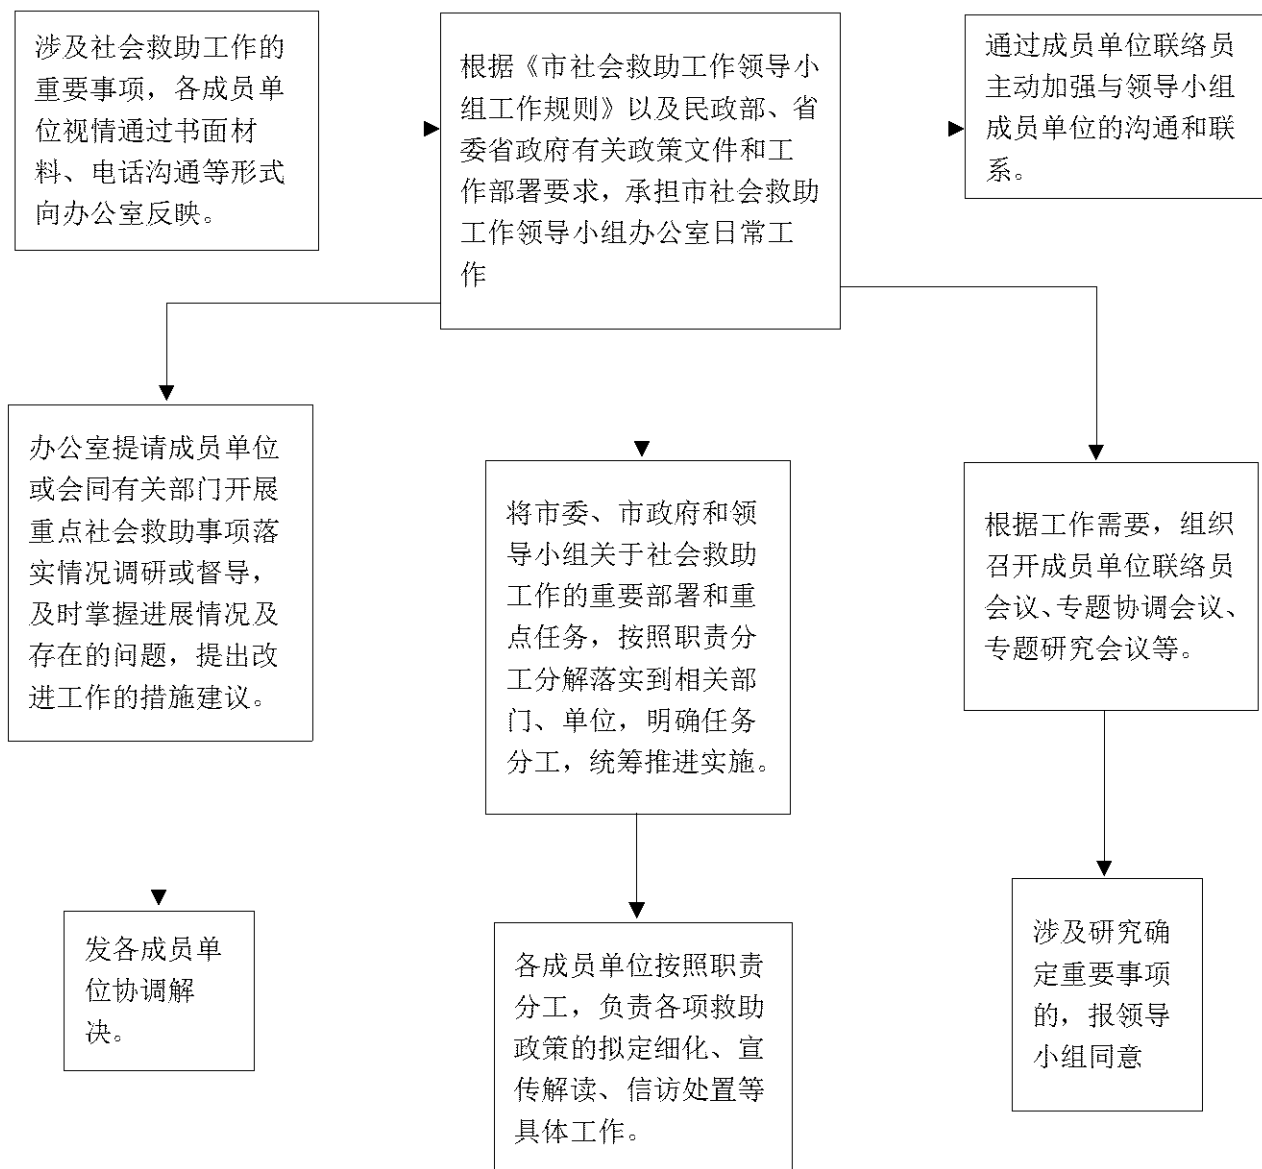 涉及社会救助工作的
重要事项，各成员单
位视情通过书面材
料、电话沟通等形式
向办公室反映。
根据《市社会救助工作领导小
组工作规则》以及民政部、省
委省政府有关政策文件和工
作部署要求，承担市社会救助
工作领导小组办公室日常工
作
通过成员单位联络员
主动加强与领导小组
成员单位的沟通和联
系。
办公室提请成员单位
或会同有关部门开展
重点社会救助事项落
实情况调研或督导，
及时掌握进展情况及
存在的问题，提出改
进工作的措施建议。
将市委、市政府和领
导小组关于社会救助
工作的重要部署和重
点任务，按照职责分
工分解落实到相关部
门、单位，明确任务
分工，统筹推进实施。
根据工作需要，组织
召开成员单位联络员
会议、专题协调会议、
专题研究会议等。
发各成员单
位协调解
决。
各成员单位按照职责
分工，负责各项救助
政策的拟定细化、宣
传解读、信访处置等
具体工作。
涉及研究确
定重要事项
的，报领导
小组同意